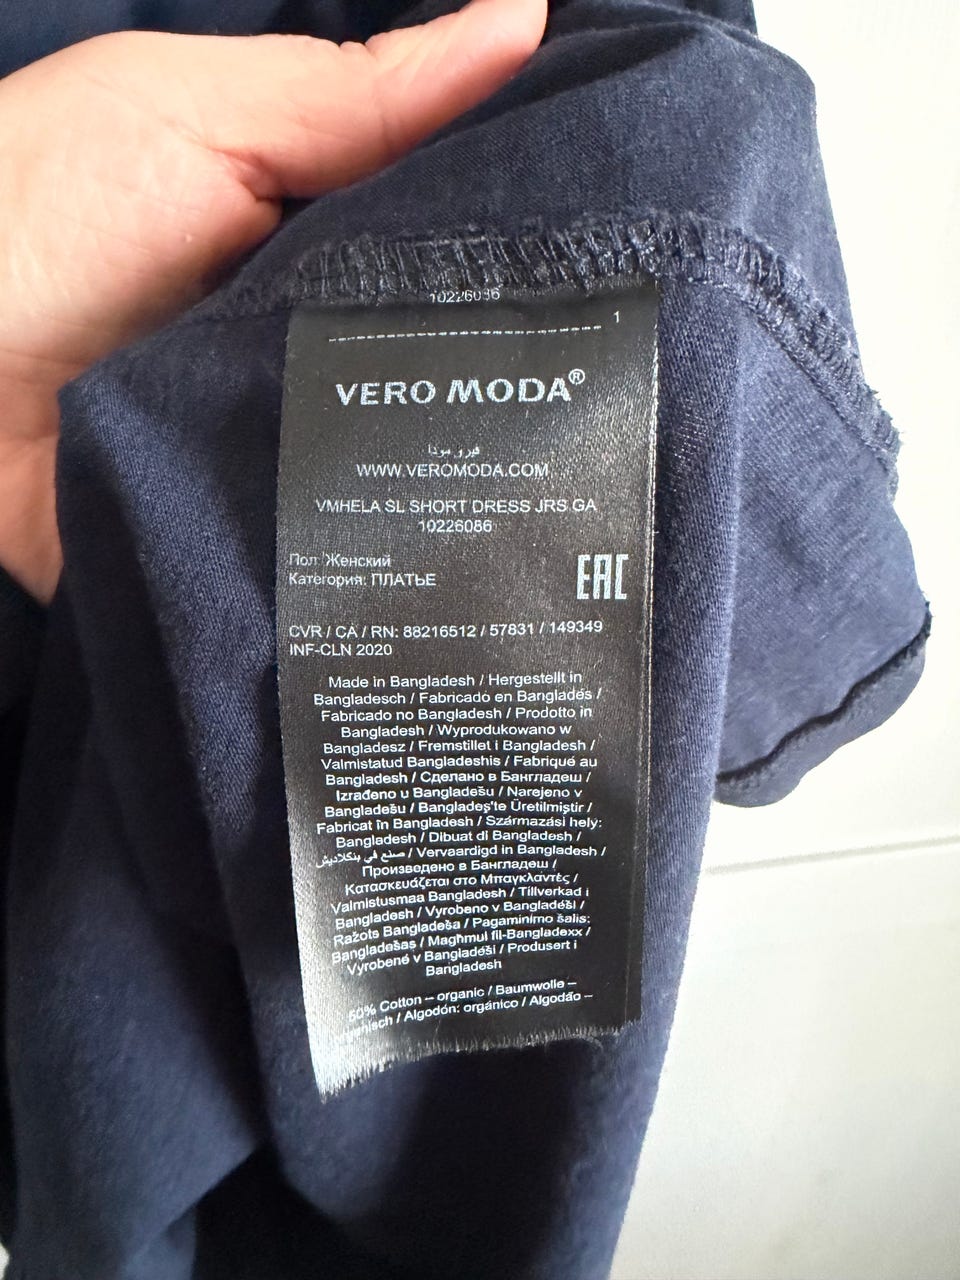 10226086
1
VERO MODA®
فيرو مودا
WWW.VEROMODA.COM
VMHELA SL SHORT DRESS JRS GA
10226086
Пол: Женский
Категория: ПЛАТЬЕ
EAC
CVR / CA / RN: 88216512 / 57831 / 149349
INF-CLN 2020
Made in Bangladesh / Hergestellt in
Bangladesch / Fabricado en Bangladés /
Fabricado no Bangladesh / Prodotto in
Bangladesh / Wyprodukowano w
Bangladesz / Fremstillet i Bangladesh /
Valmistatud Bangladeshis / Fabriqué au
Bangladesh / Сделано в Бангладеш /
Izrađeno u Bangladešu / Narejeno v
Bangladešu / Bangladeş'te Üretilmiştir /
Fabricat în Bangladesh / Származási hely:
Bangladesh / Dibuat di Bangladesh /
صنع في بنكلاديش / Vervaardigd in Bangladesh /
Произведено в Бангладеш /
Κατασκευάζεται στο Μπαγκλαντές /
Valmistusmaa Bangladesh / Tillverkad i
Bangladesh / Vyrobeno v Bangladéši /
Ražots Bangladeša / Pagaminimo šalis:
Bangladešas / Magħmul fil-Bangladexx /
Vyrobené v Bangladéši / Produsert i
Bangladesh
50% Cotton – organic / Baumwolle –
/ Algodón: orgánico / Algodão –